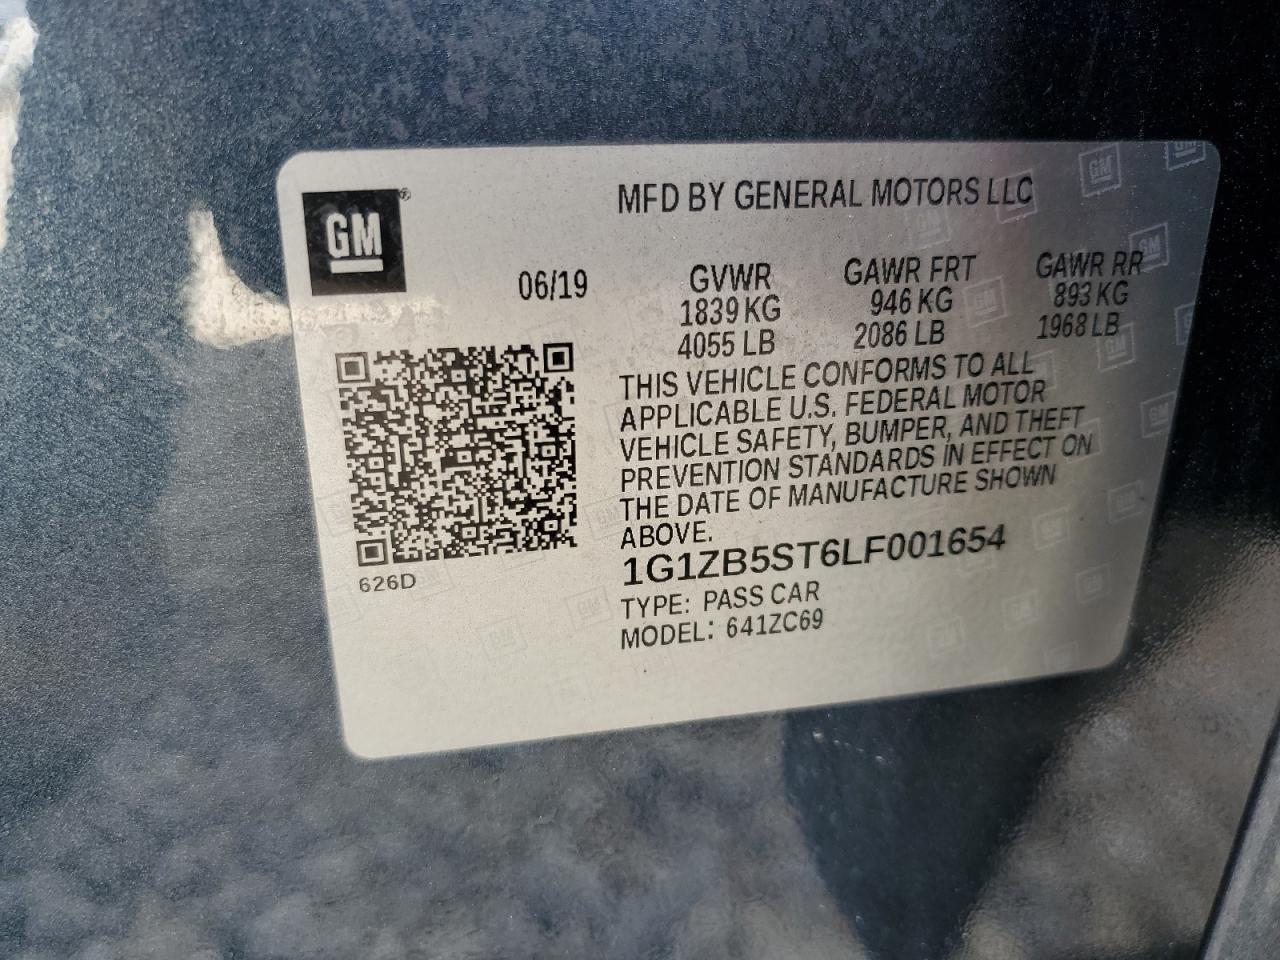 GM®
MFD BY GENERAL MOTORS LLC
06/19
GVWR GAWR FRT GAWR RR
1839 KG 946 KG 893 KG
4055 LB 2086 LB 1968 LB
THIS VEHICLE CONFORMS TO ALL
APPLICABLE U.S. FEDERAL MOTOR
VEHICLE SAFETY, BUMPER, AND THEFT
PREVENTION STANDARDS IN EFFECT ON
THE DATE OF MANUFACTURE SHOWN
ABOVE.
1G1ZB5ST6LF001654
TYPE: PASS CAR
MODEL: 641ZC69
626D